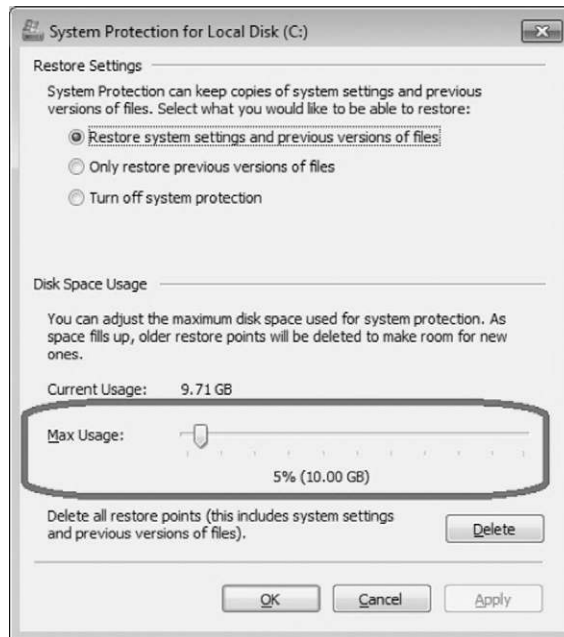 System Protection for Local Disk (C:)
Restore Settings
System Protection can keep copies of system settings and previous
versions of files. Select what you would like to be able to restore:
Restore system settings and previous versions of files
Only restore previous versions of files
Turn off system protection
Disk Space Usage
You can adjust the maximum disk space used for system protection. As
space fills up, older restore points will be deleted to make room for new
ones.
Current Usage: 9.71 GB
Max Usage:
5% (10.00 GB)
Delete all restore points (this includes system settings
and previous versions of files).
Delete
OK Cancel Apply